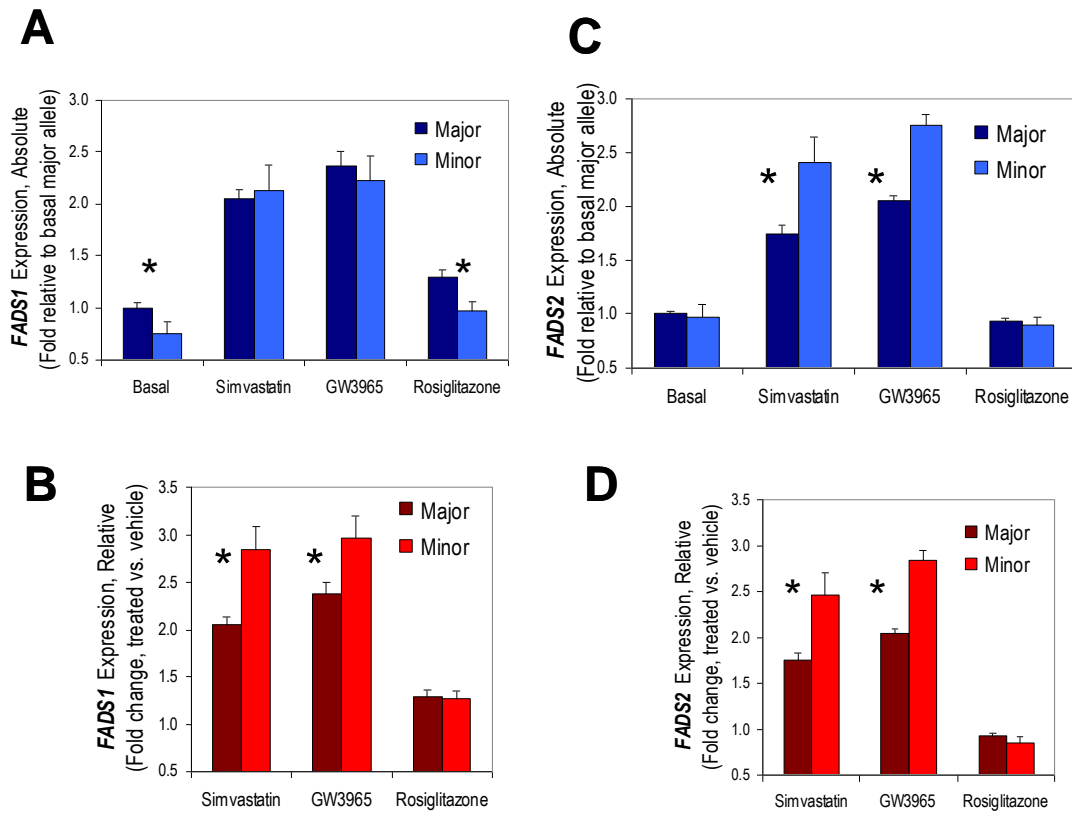 A
FADS1 Expression, Absolute
(Fold relative to basal major allele)
3.0
2.5
2.0
1.5
1.0
0.5
Major
Minor
*
*
Basal Simvastatin GW3965 Rosiglitazone
C
FADS2 Expression, Absolute
(Fold relative to basal major allele)
3.0
2.5
2.0
1.5
1.0
0.5
Major
Minor
* *
Basal Simvastatin GW3965 Rosiglitazone
B
FADS1 Expression, Relative
(Fold change, treated vs. vehicle)
3.5
3.0
2.5
2.0
1.5
1.0
0.5
Major
Minor
* *
Simvastatin GW3965 Rosiglitazone
D
FADS2 Expression, Relative
(Fold change, treated vs. vehicle)
3.5
3.0
2.5
2.0
1.5
1.0
0.5
Major
Minor
* *
Simvastatin GW3965 Rosiglitazone